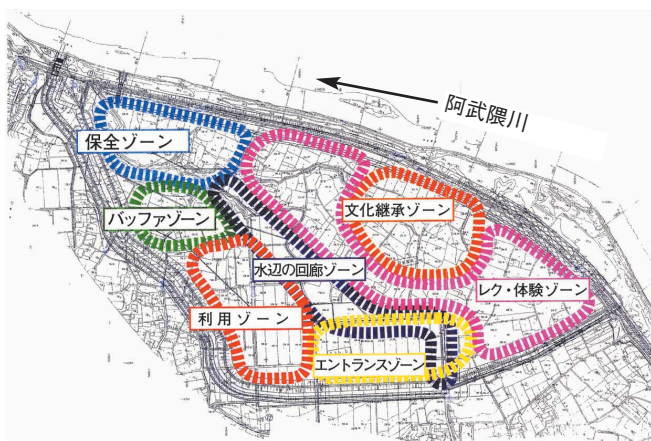 阿武隈川
保全ゾーン
文化継承ゾーン
バッファゾーン
水辺の回廊ゾーン
レク・体験ゾーン
利用ゾーン
エントランスゾーン